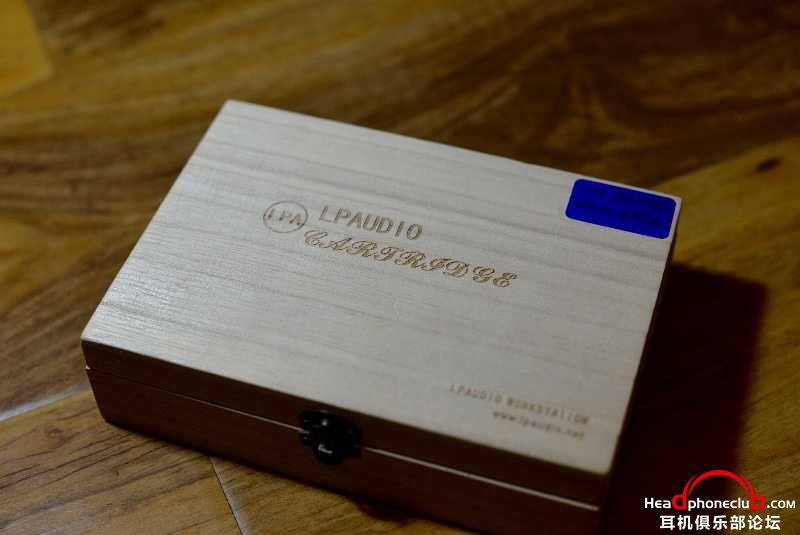 LPA
LPAUDIO
CARTRIDGE
LPAUDIO WORKSTATION
www.lpaudio.net
HeadphoneClub.com
耳机俱乐部论坛